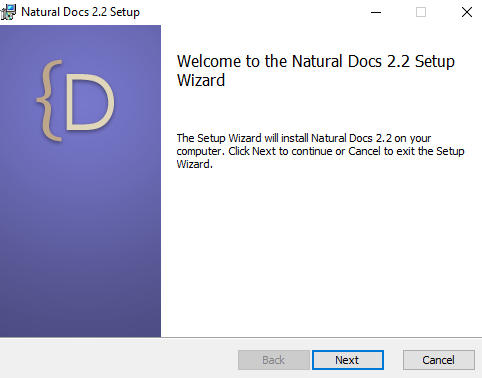 Natural Docs 2.2 Setup
{D
Welcome to the Natural Docs 2.2 Setup
Wizard
The Setup Wizard will install Natural Docs 2.2 on your
computer. Click Next to continue or Cancel to exit the Setup
Wizard.
Back
Next
Cancel